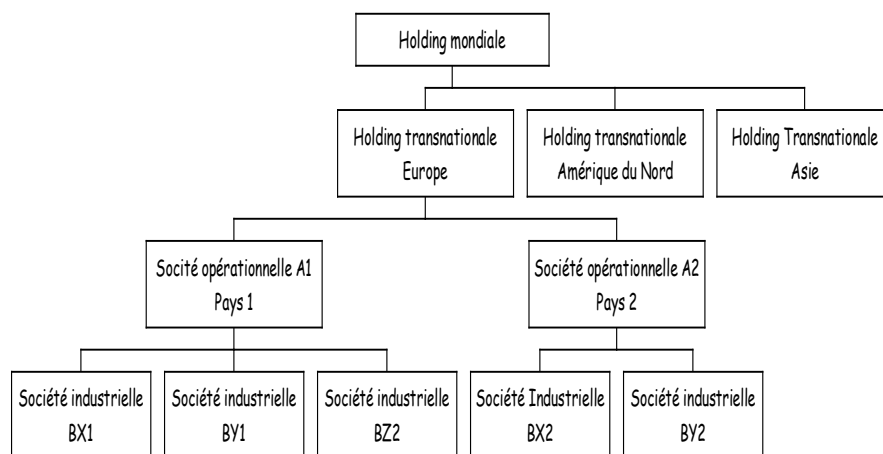 Holding mondiale
Holding transnationale
Europe
Holding transnationale
Amérique du Nord
Holding Transnationale
Asie
Socité opérationnelle A1
Pays 1
Société opérationnelle A2
Pays 2
Société industrielle
BX1
Société industrielle
BY1
Société industrielle
BZ2
Société Industrielle
BX2
Société industrielle
BY2